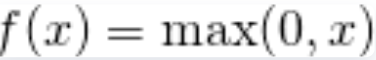 f(x) = max(0, x)